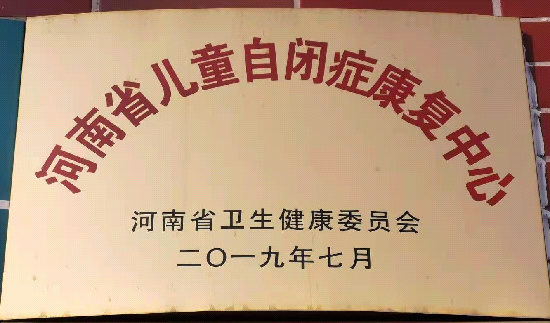 河南省儿童自闭症康复中心
河南省卫生健康委员会
二〇一九年七月